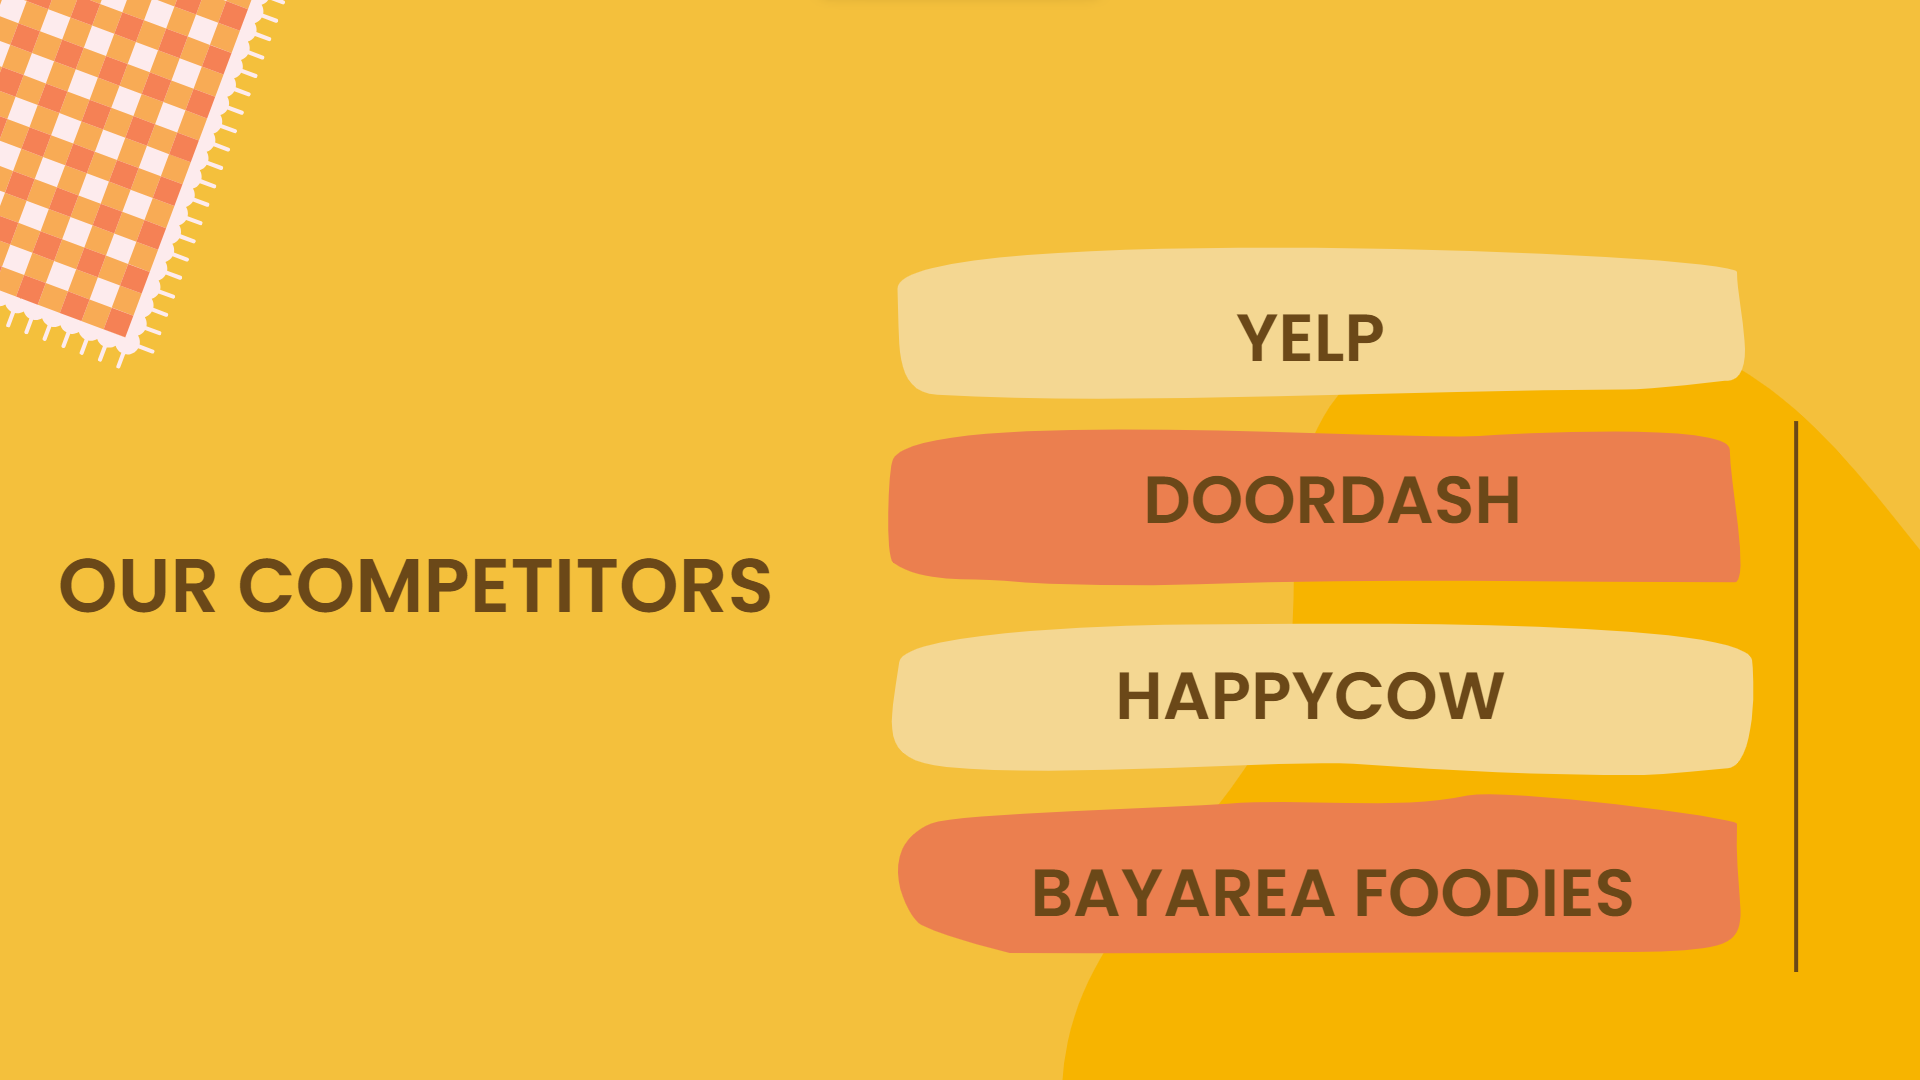 OUR COMPETITORS
YELP
DOORDASH
HAPPYCOW
BAYAREA FOODIES